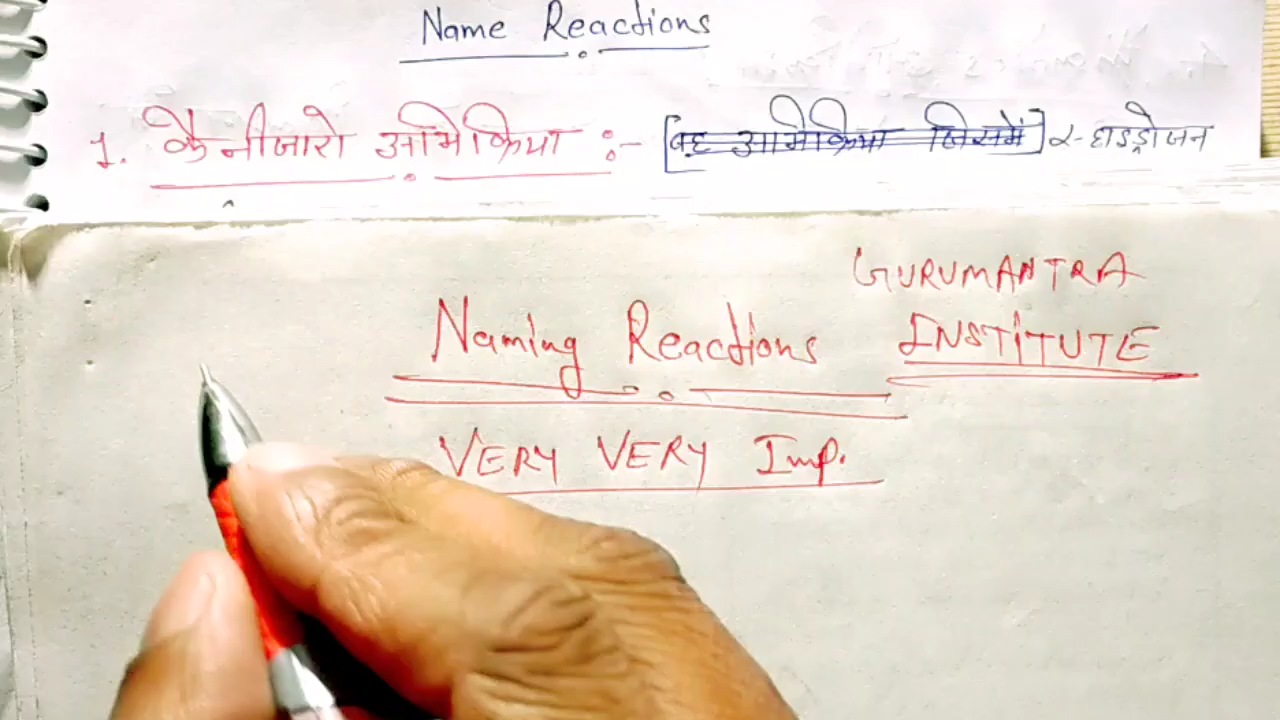 Name Reactions
1. कैनीजारो अभिक्रिया :- [वह अभिक्रिया जिसमें] α-हाइड्रोजन
GURUMANTRA
Naming Reactions INSTITUTE
VERY VERY Imp.